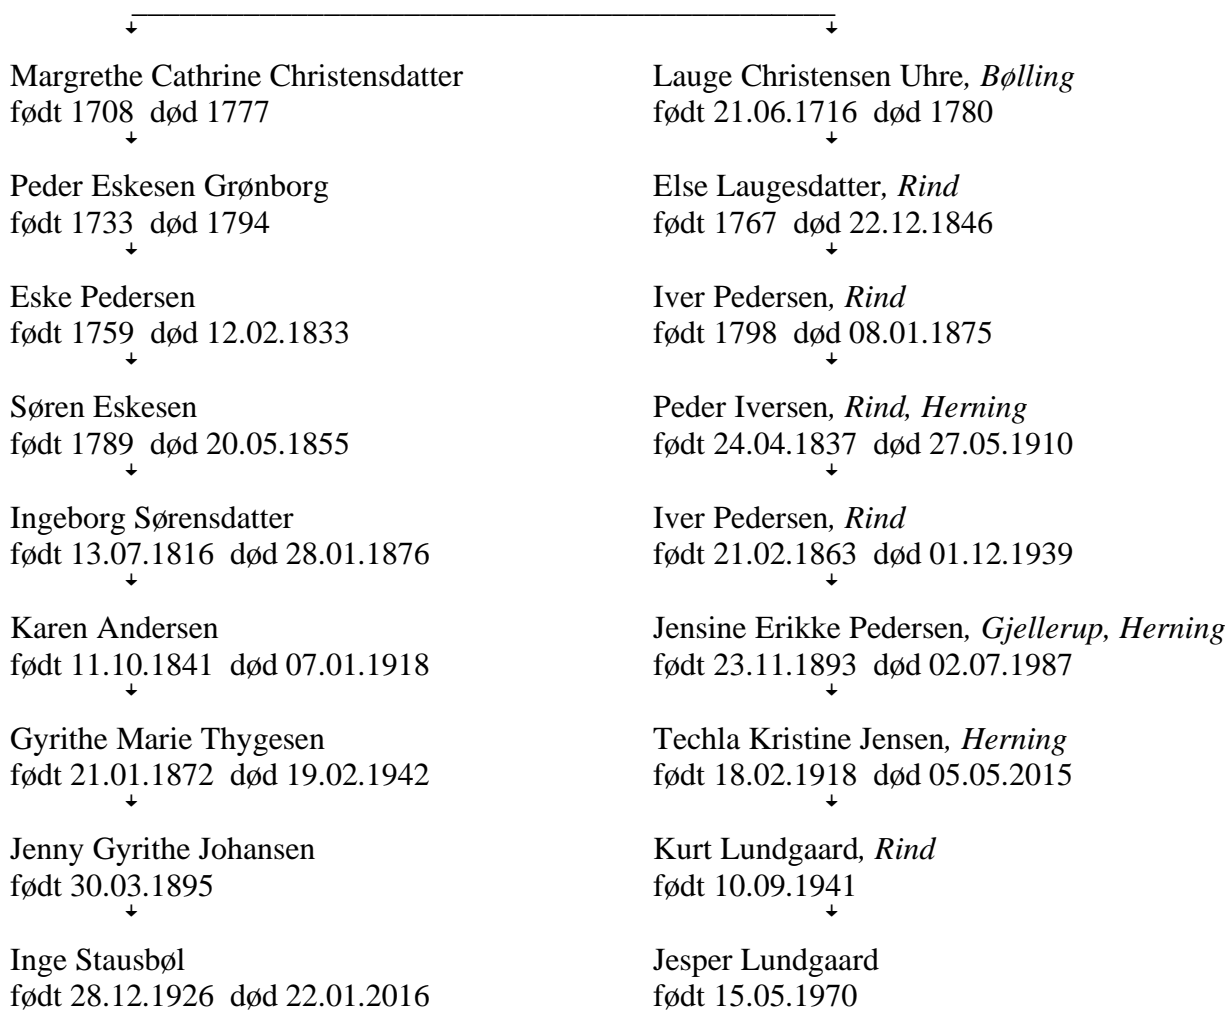 Margrethe Cathrine Christensdatter
født 1708 død 1777
Peder Eskesen Grønborg
født 1733 død 1794
Eske Pedersen
født 1759 død 12.02.1833
Søren Eskesen
født 1789 død 20.05.1855
Ingeborg Sørensdatter
født 13.07.1816 død 28.01.1876
Karen Andersen
født 11.10.1841 død 07.01.1918
Gyrithe Marie Thygesen
født 21.01.1872 død 19.02.1942
Jenny Gyrithe Johansen
født 30.03.1895
Inge Stausbøl
født 28.12.1926 død 22.01.2016
Lauge Christensen Uhre, Bølling
født 21.06.1716 død 1780
Else Laugesdatter, Rind
født 1767 død 22.12.1846
Iver Pedersen, Rind
født 1798 død 08.01.1875
Peder Iversen, Rind, Herning
født 24.04.1837 død 27.05.1910
Iver Pedersen, Rind
født 21.02.1863 død 01.12.1939
Jensine Erikke Pedersen, Gjellerup, Herning
født 23.11.1893 død 02.07.1987
Techla Kristine Jensen, Herning
født 18.02.1918 død 05.05.2015
Kurt Lundgaard, Rind
født 10.09.1941
Jesper Lundgaard
født 15.05.1970